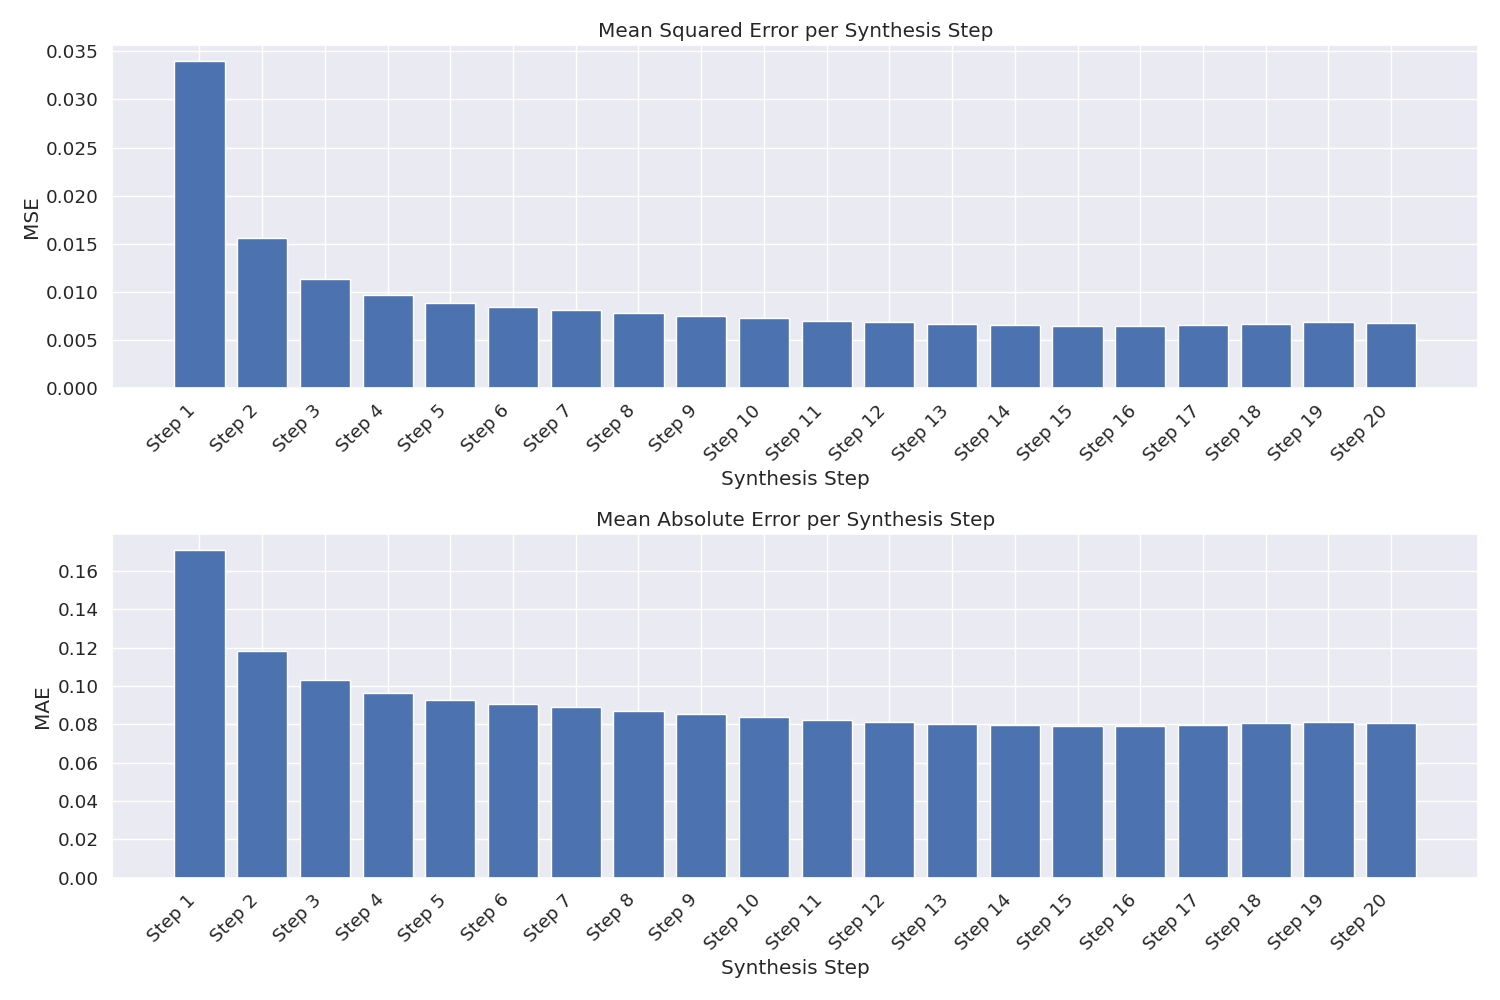 Mean Squared Error per Synthesis Step
0.035
0.030
0.025
0.020
0.015
0.010
0.005
0.000
MSE
Step 1
Step 2
Step 3
Step 4
Step 5
Step 6
Step 7
Step 8
Step 9
Step 10
Step 11
Step 12
Step 13
Step 14
Step 15
Step 16
Step 17
Step 18
Step 19
Step 20
Synthesis Step
Mean Absolute Error per Synthesis Step
0.16
0.14
0.12
0.10
0.08
0.06
0.04
0.02
0.00
MAE
Step 1
Step 2
Step 3
Step 4
Step 5
Step 6
Step 7
Step 8
Step 9
Step 10
Step 11
Step 12
Step 13
Step 14
Step 15
Step 16
Step 17
Step 18
Step 19
Step 20
Synthesis Step